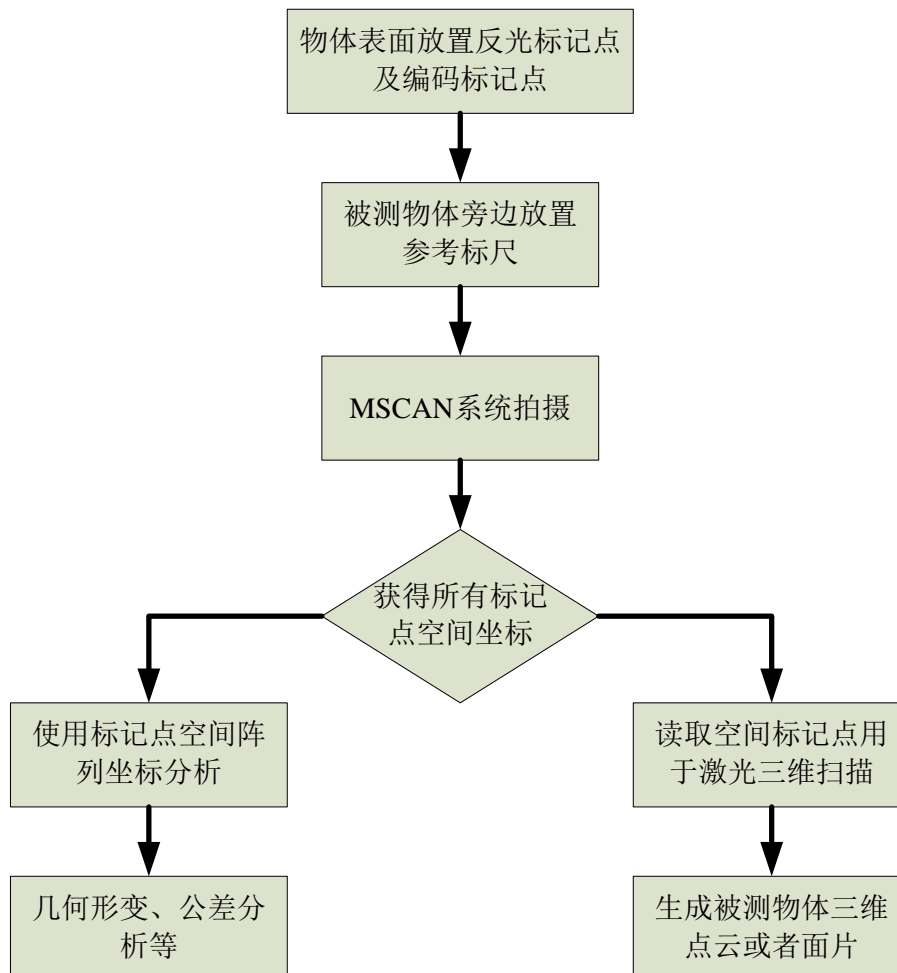 物体表面放置反光标记点
及编码标记点
被测物体旁边放置
参考标尺
MSCAN系统拍摄
获得所有标记
点空间坐标
使用标记点空间阵
列坐标分析
读取空间标记点用
于激光三维扫描
几何形变、公差分
析等
生成被测物体三维
点云或者面片